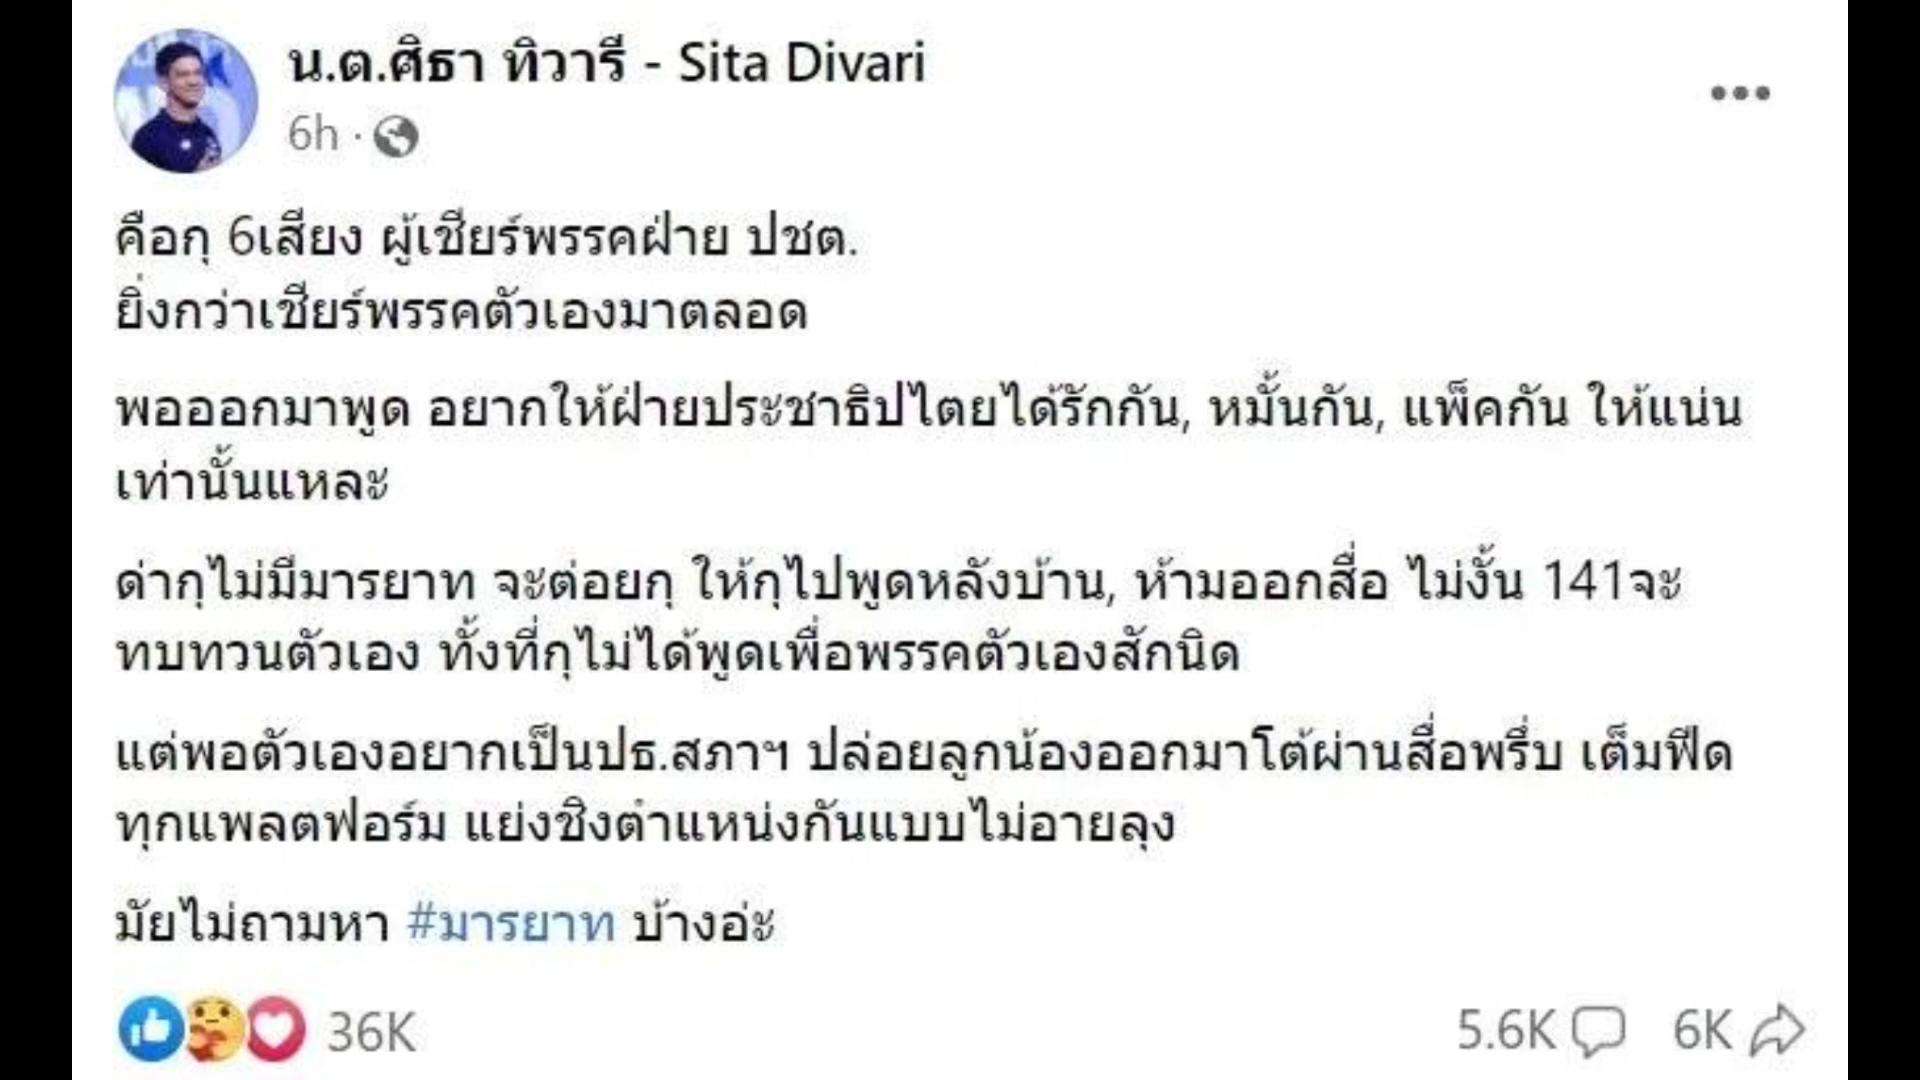 น.ต.ศิธา ทิวารี - Sita Divari
6h ·
คือกุ 6เสียง ผู้เชียร์พรรคฝ่าย ปชต.
ยิ่งกว่าเชียร์พรรคตัวเองมาตลอด
พอออกมาพูด อยากให้ฝ่ายประชาธิปไตยได้รักกัน, หมั้นกัน, แพ็คกัน ให้แน่น
เท่านั้นแหละ
ด่ากุไม่มีมารยาท จะต่อยกุ ให้กุไปพูดหลังบ้าน, ห้ามออกสื่อ ไม่งั้น 141จะ
ทบทวนตัวเอง ทั้งที่กุไม่ได้พูดเพื่อพรรคตัวเองสักนิด
แต่พอตัวเองอยากเป็นปธ.สภาฯ ปล่อยลูกน้องออกมาโต้ผ่านสื่อพรึ่บ เต็มฟีด
ทุกแพลตฟอร์ม แย่งชิงตำแหน่งกันแบบไม่อายลุง
มัยไม่ถามหา #มารยาท บ้างอ่ะ
36K 5.6K 6K